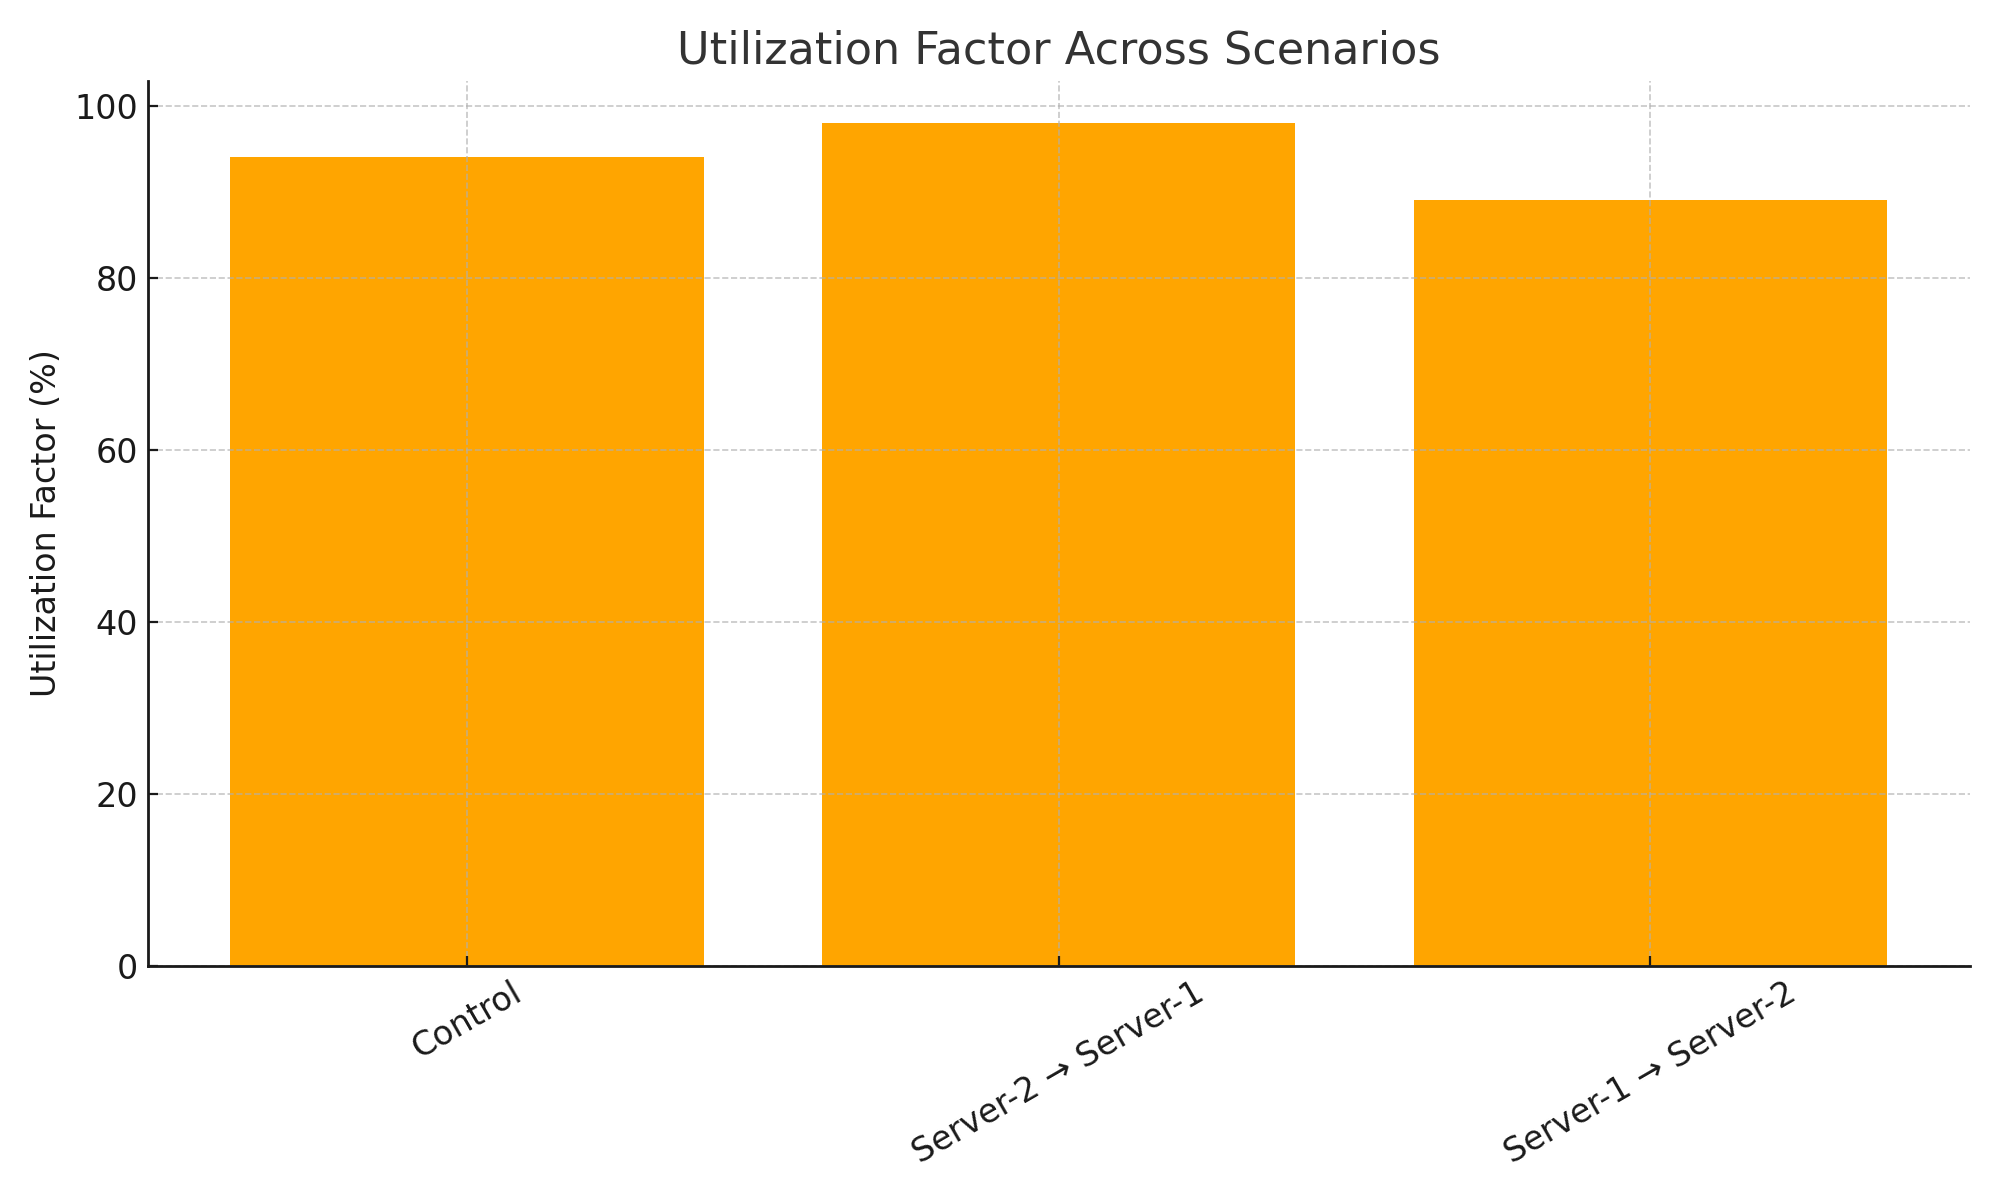 Utilization Factor Across Scenarios
Utilization Factor (%)
100
80
60
40
20
0
Control
Server-2 → Server-1
Server-1 → Server-2